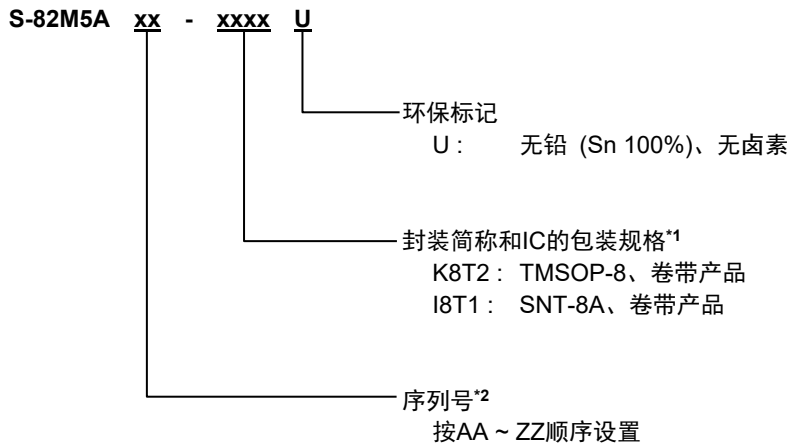 S-82M5A xx - xxxx U
环保标记
U : 无铅 (Sn 100%)、无卤素
封装简称和IC的包装规格*1
K8T2 : TMSOP-8、卷带产品
I8T1 : SNT-8A、卷带产品
序列号*2
按AA ~ ZZ顺序设置